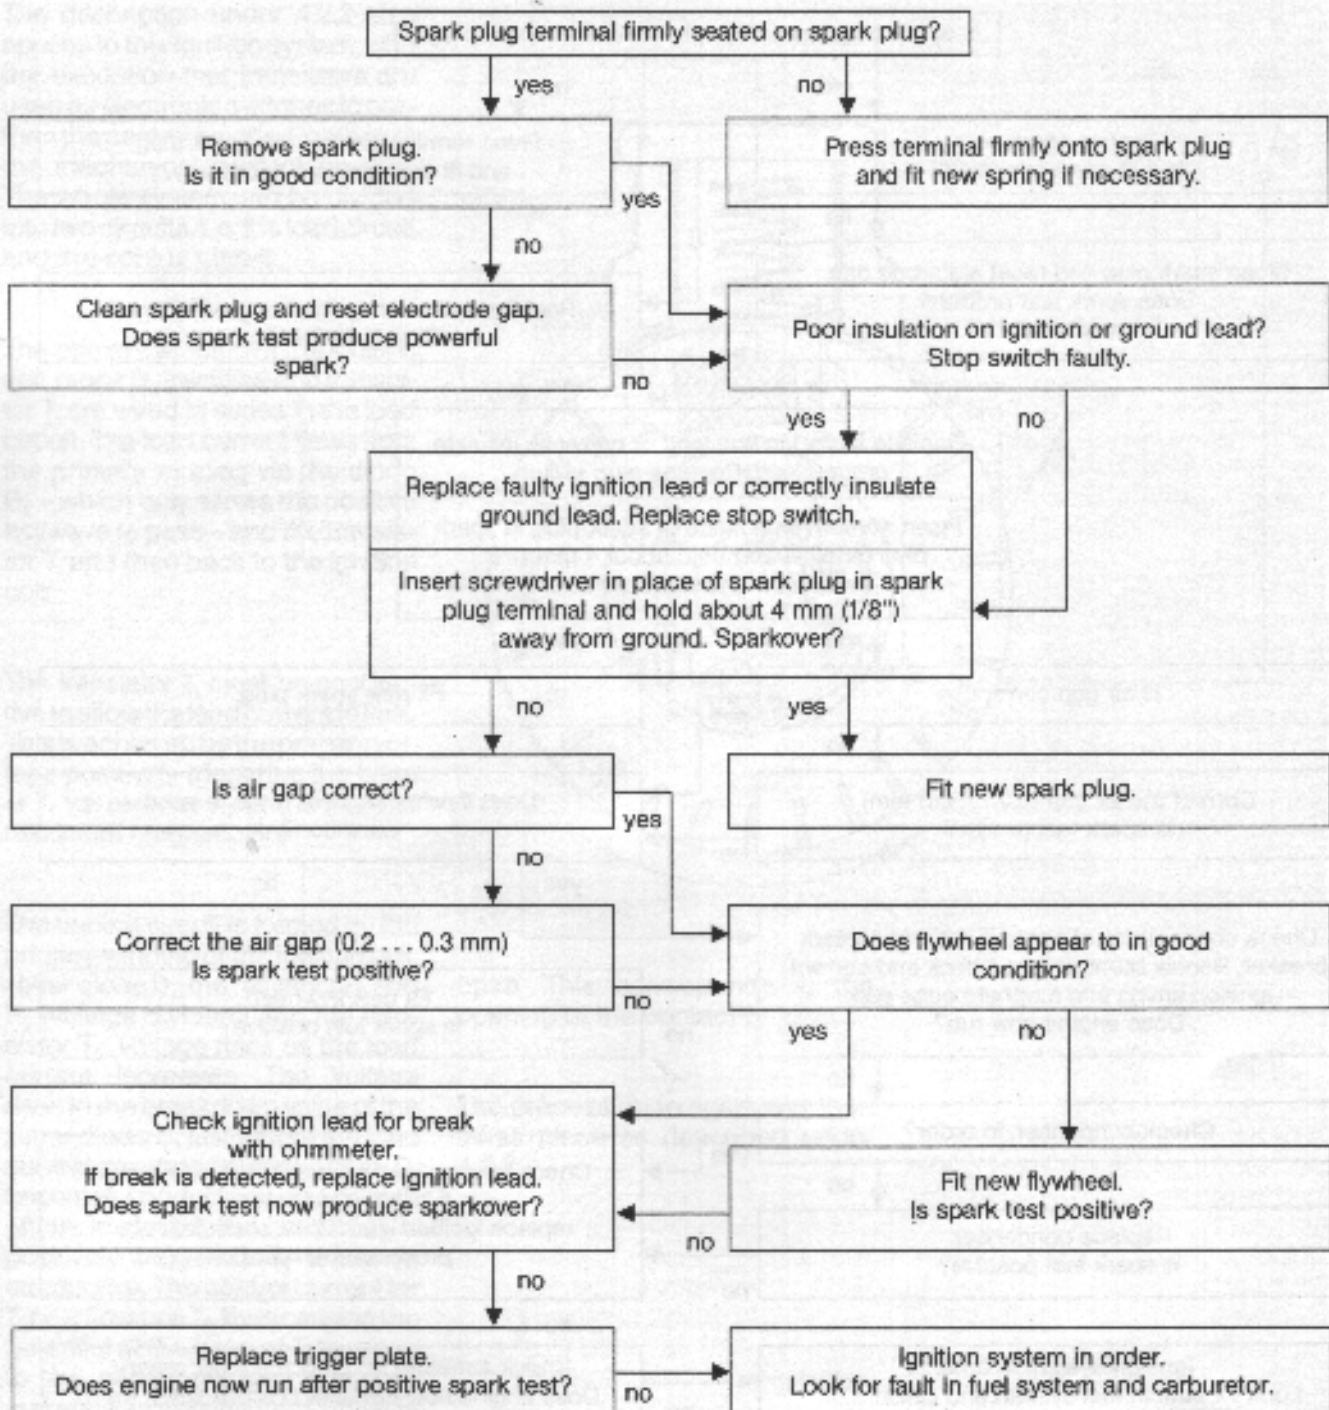 Spark plug terminal firmly seated on spark plug?
yes
no
Remove spark plug.
Is it in good condition?
Press terminal firmly onto spark plug
and fit new spring if necessary.
yes
no
Clean spark plug and reset electrode gap.
Does spark test produce powerful
spark?
Poor insulation on ignition or ground lead?
Stop switch faulty.
no
yes
no
Replace faulty ignition lead or correctly insulate
ground lead. Replace stop switch.
Insert screwdriver in place of spark plug in spark
plug terminal and hold about 4 mm (1/8")
away from ground. Sparkover?
no
yes
Is air gap correct?
Fit new spark plug.
yes
no
Correct the air gap (0.2 . . . 0.3 mm)
Is spark test positive?
Does flywheel appear to in good
condition?
no
yes
no
Check ignition lead for break
with ohmmeter.
If break is detected, replace ignition lead.
Does spark test now produce sparkover?
Fit new flywheel.
Is spark test positive?
no
no
Replace trigger plate.
Does engine now run after positive spark test?
Ignition system in order.
Look for fault in fuel system and carburetor.
no